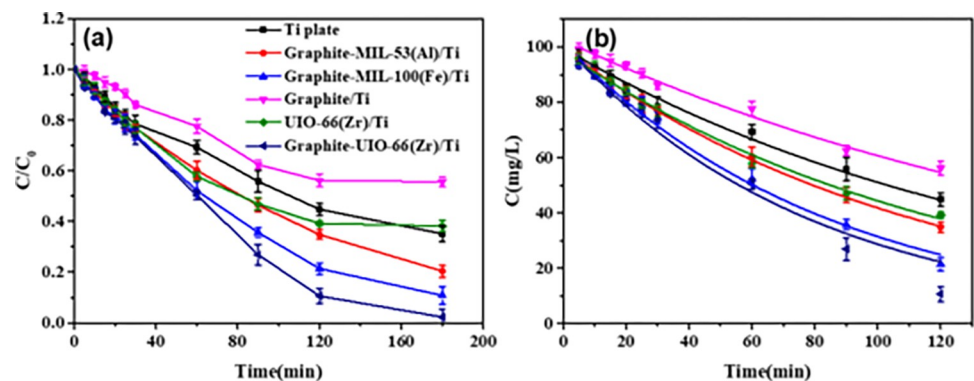 (a)
Ti plate
Graphite-MIL-53(Al)/Ti
Graphite-MIL-100(Fe)/Ti
Graphite/Ti
UIO-66(Zr)/Ti
Graphite-UIO-66(Zr)/Ti
C/C0
1.2
1.0
0.8
0.6
0.4
0.2
0.0
0 40 80 120 160 200
Time(min)
(b)
C(mg/L)
100
80
60
40
20
0
0 20 40 60 80 100 120
Time(min)